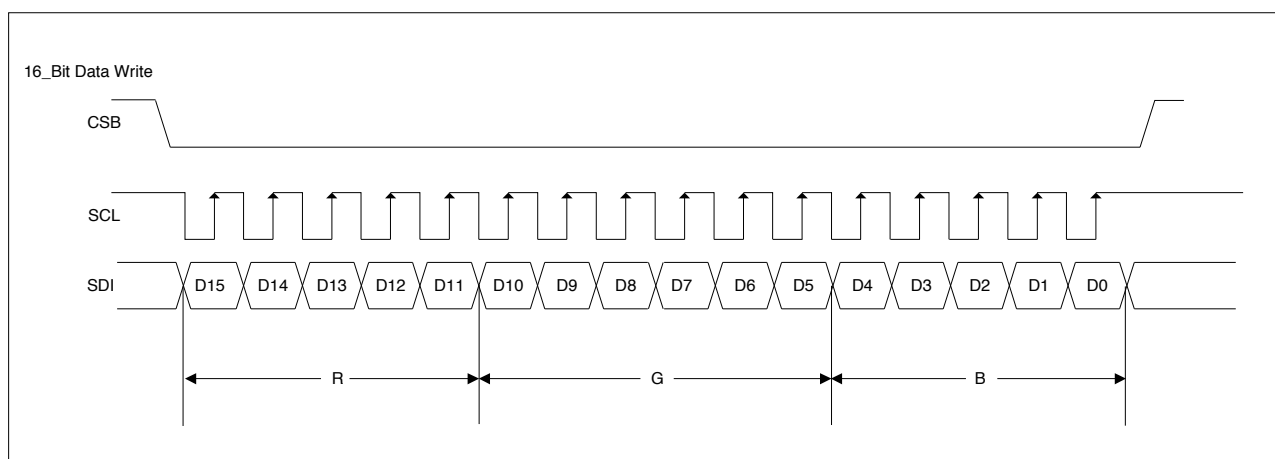 16_Bit Data Write
CSB
SCL
SDI D15 D14 D13 D12 D11 D10 D9 D8 D7 D6 D5 D4 D3 D2 D1 D0
R G B